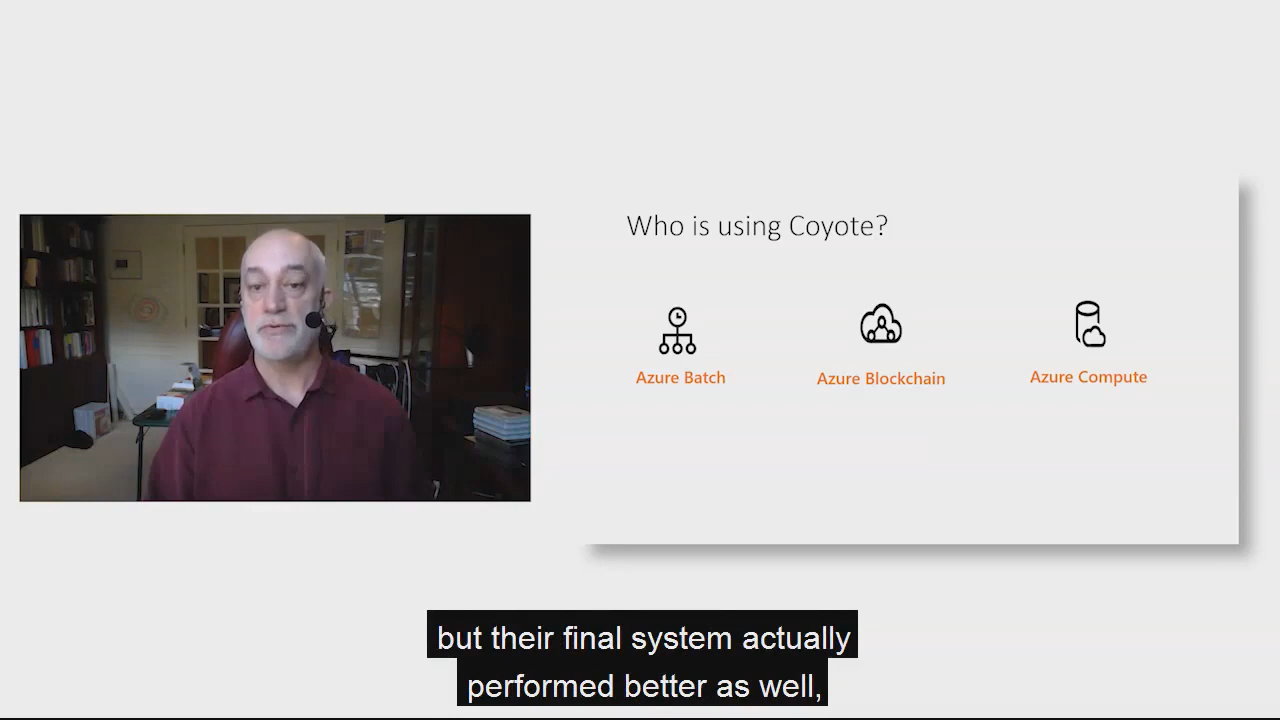 Who is using Coyote?
Azure Batch
Azure Blockchain
Azure Compute
but their final system actually
performed better as well,